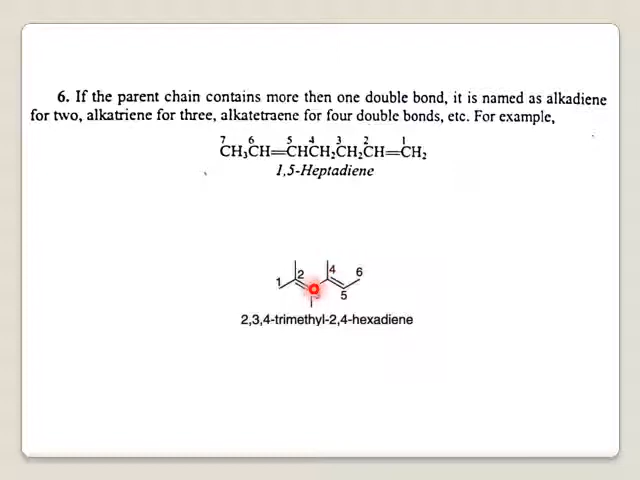 6. If the parent chain contains more then one double bond, it is named as alkadiene
for two, alkatriene for three, alkatetraene for four double bonds, etc. For example,
7 6 5 4 3 2 1
CH₃CH=CHCH₂CH₂CH=CH₂
1,5-Heptadiene
1 2 4 5 6
2,3,4-trimethyl-2,4-hexadiene